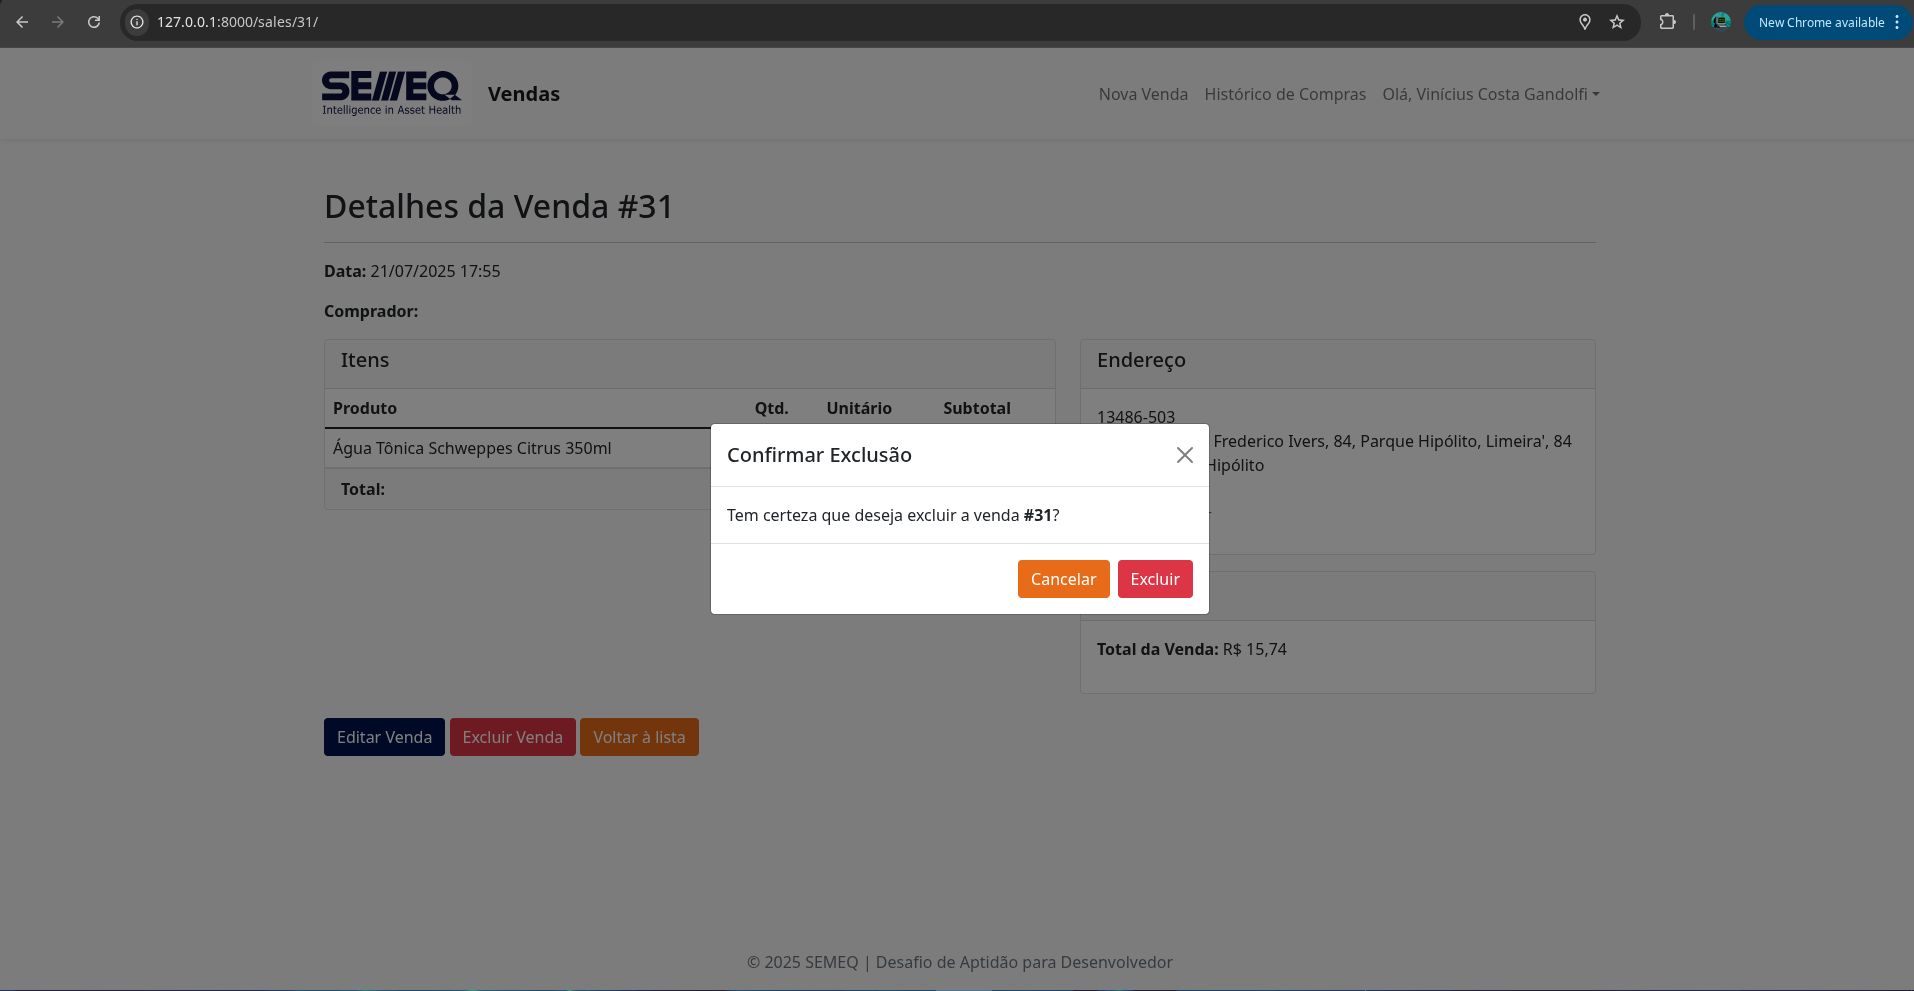 127.0.0.1:8000/sales/31/
New Chrome available
SEMEQ
Intelligence in Asset Health
Vendas
Nova Venda
Histórico de Compras
Olá, Vinícius Costa Gandolfi
Detalhes da Venda #31
Data: 21/07/2025 17:55
Comprador:
Itens
Produto Qtd. Unitário Subtotal
Água Tônica Schweppes Citrus 350ml
Total:
Endereço
13486-503
Frederico Ivers, 84, Parque Hipólito, Limeira', 84
Hipólito
Total da Venda: R$ 15,74
Confirmar Exclusão
Tem certeza que deseja excluir a venda #31?
Cancelar
Excluir
Editar Venda
Excluir Venda
Voltar à lista
© 2025 SEMEQ | Desafio de Aptidão para Desenvolvedor